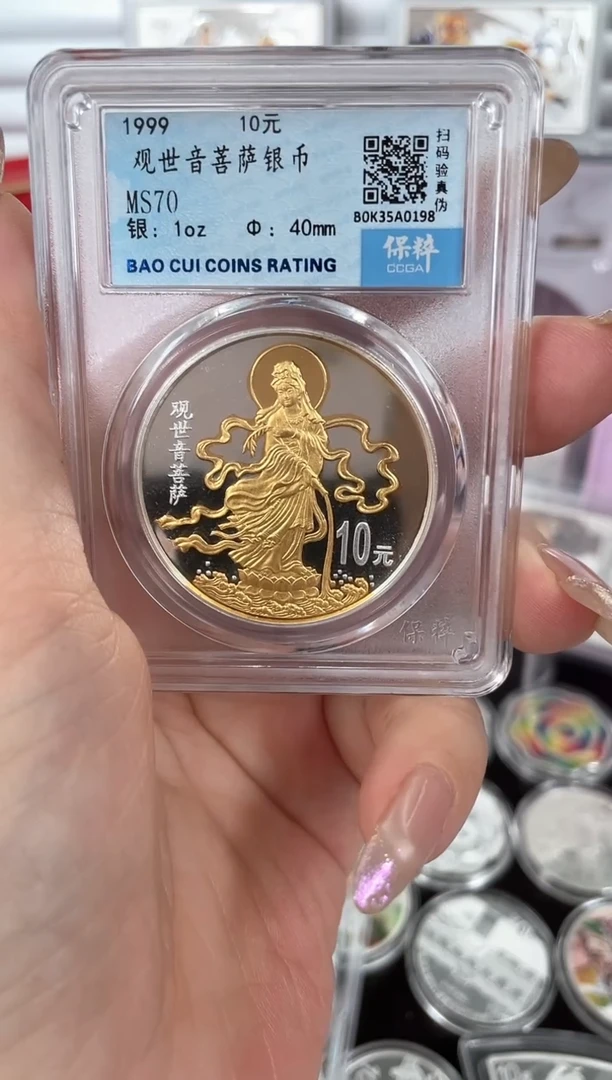 1999 10元
观世音菩萨银币
MS70
银: 1oz Φ: 40mm
BAO CUI COINS RATING
扫码验真伪
B0K35A0198
保粹
CCGA
观世音菩萨
10元
保粹